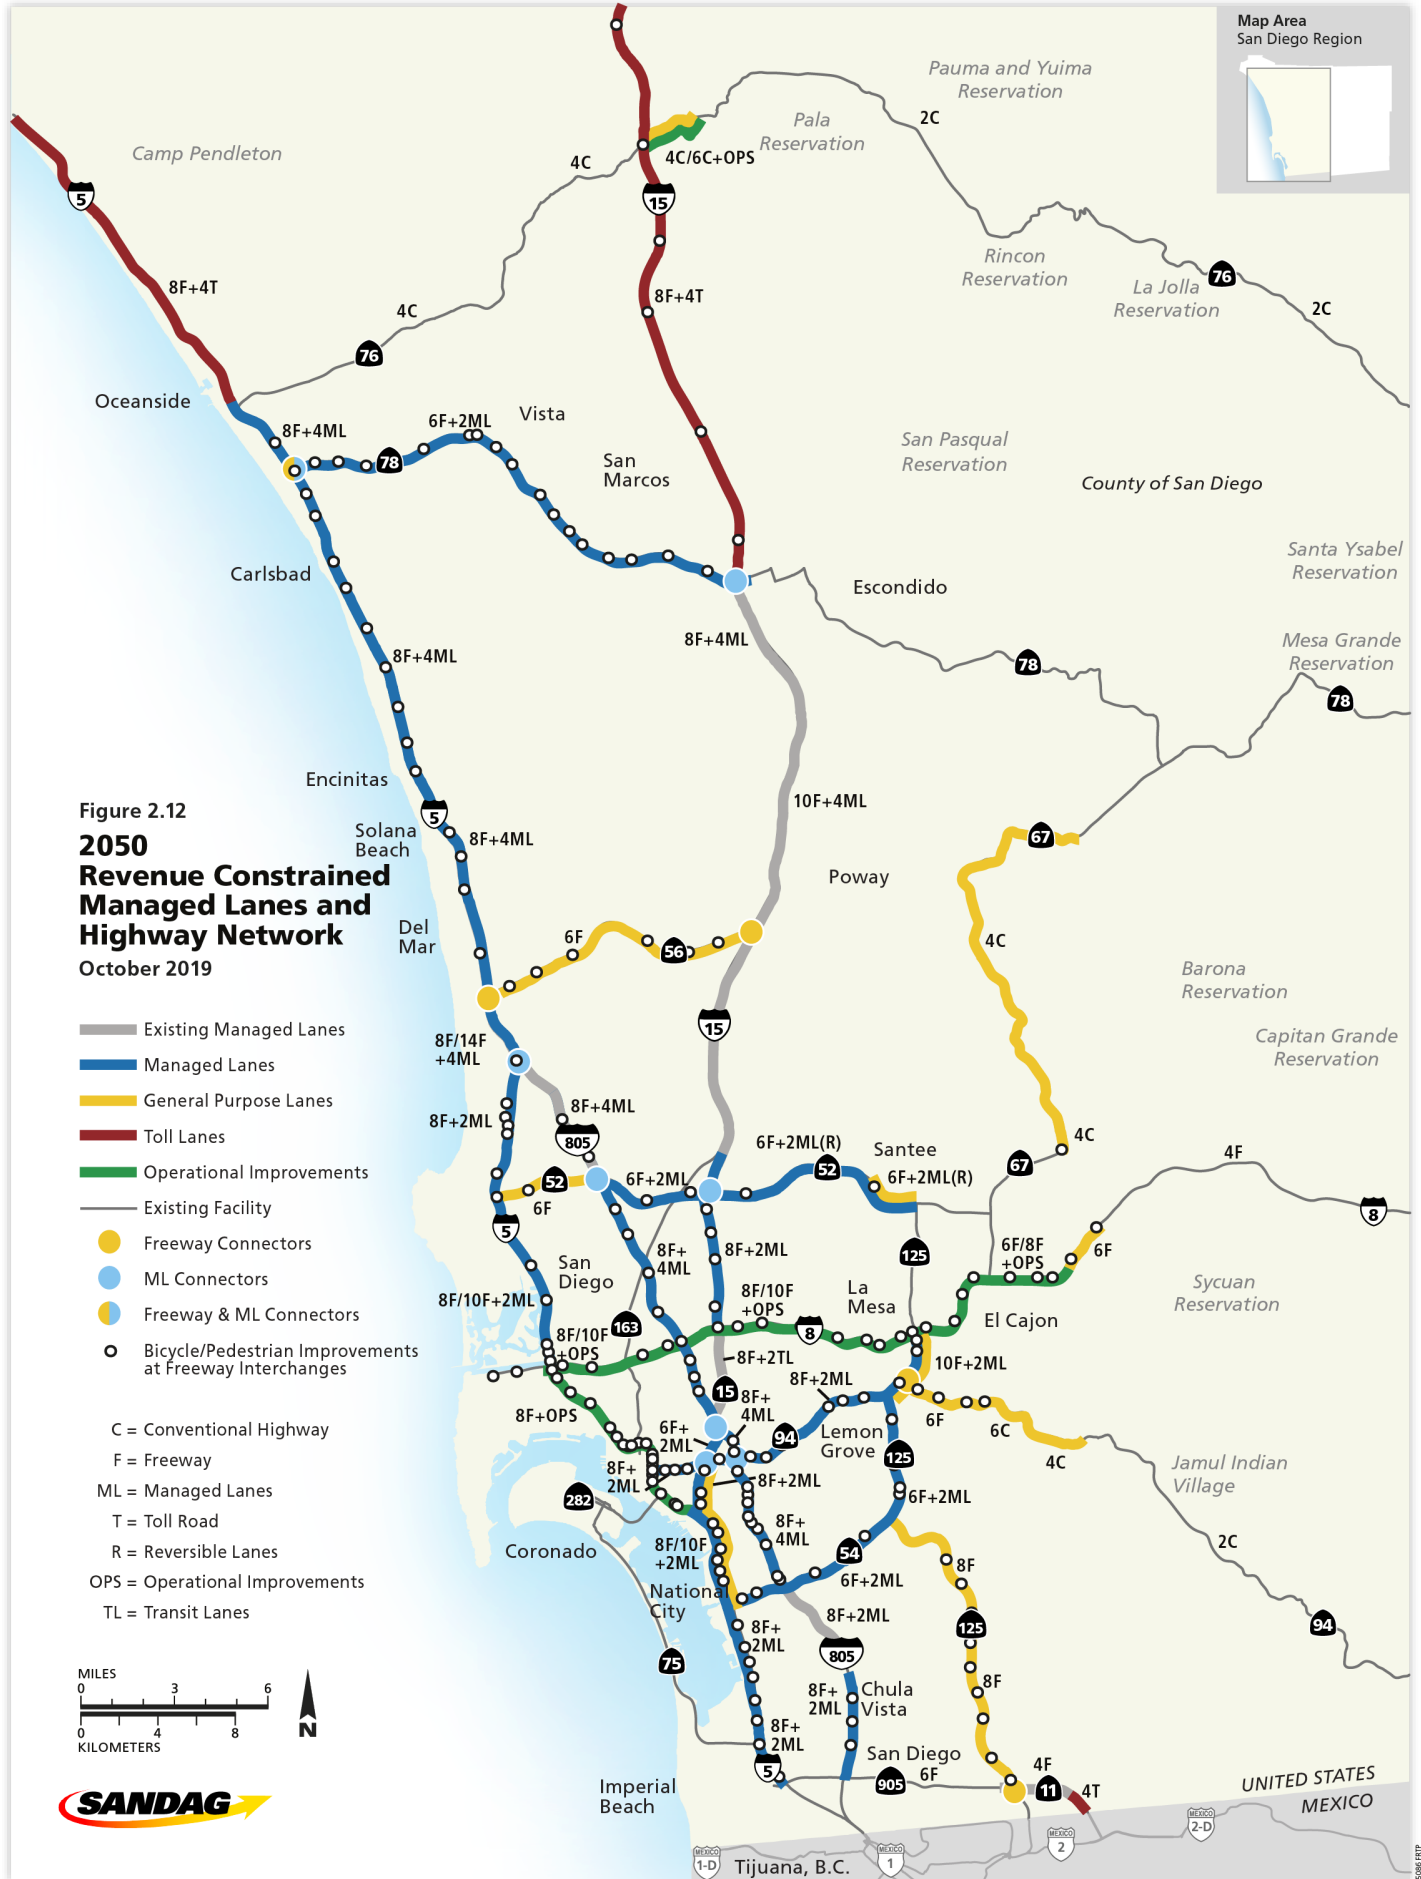 Map Area
San Diego Region
Pauma and Yuima
Reservation
2C
Pala
Reservation
Camp Pendleton
4C
4C/6C+OPS
5
15
Rincon
Reservation
76
La Jolla
Reservation
8F+4T
8F+4T
4C
2C
76
Oceanside
8F+4ML
6F+2ML
Vista
78
San
Marcos
San Pasqual
Reservation
County of San Diego
Santa Ysabel
Reservation
Carlsbad
Escondido
8F+4ML
8F+4ML
78
Mesa Grande
Reservation
78
Encinitas
10F+4ML
5
Solana
Beach
8F+4ML
67
Poway
Figure 2.12
2050
Revenue Constrained
Managed Lanes and
Highway Network
October 2019
Del
Mar
6F
56
4C
Barona
Reservation
Capitan Grande
Reservation
15
8F/14F
+4ML
8F+2ML
8F+4ML
805
6F+2ML(R)
Santee
52
6F+2ML(R)
4C
67
4F
8
52
6F
6F+2ML
5
San
Diego
8F+
4ML
8F+2ML
125
6F/8F
+OPS
6F
Sycuan
Reservation
8F/10F+2ML
8F/10F
+OPS
La
Mesa
163
8
El Cajon
8F/10F
+OPS
8F+2TL
10F+2ML
15
8F+2ML
8F+
4ML
8F+OPS
6F+
2ML
94
Lemon
Grove
6F
6C
4C
125
8F+
2ML
8F+2ML
Jamul Indian
Village
282
6F+2ML
8F+
4ML
2C
Coronado
8F/10F
+2ML
54
8F
6F+2ML
National
City
8F+2ML
125
94
8F+
2ML
805
75
8F
8F+
2ML
Chula
Vista
8F+
2ML
San Diego
5
905
6F
4F
11
4T
Imperial
Beach
UNITED STATES
MEXICO
MEXICO
1-D
Tijuana, B.C.
MEXICO
1
MEXICO
2
MEXICO
2-D
Existing Managed Lanes
Managed Lanes
General Purpose Lanes
Toll Lanes
Operational Improvements
Existing Facility
Freeway Connectors
ML Connectors
Freeway & ML Connectors
Bicycle/Pedestrian Improvements
at Freeway Interchanges
C = Conventional Highway
F = Freeway
ML = Managed Lanes
T = Toll Road
R = Reversible Lanes
OPS = Operational Improvements
TL = Transit Lanes
MILES
0 3 6
0 4 8
KILOMETERS
N
SANDAG
5086 FRTP